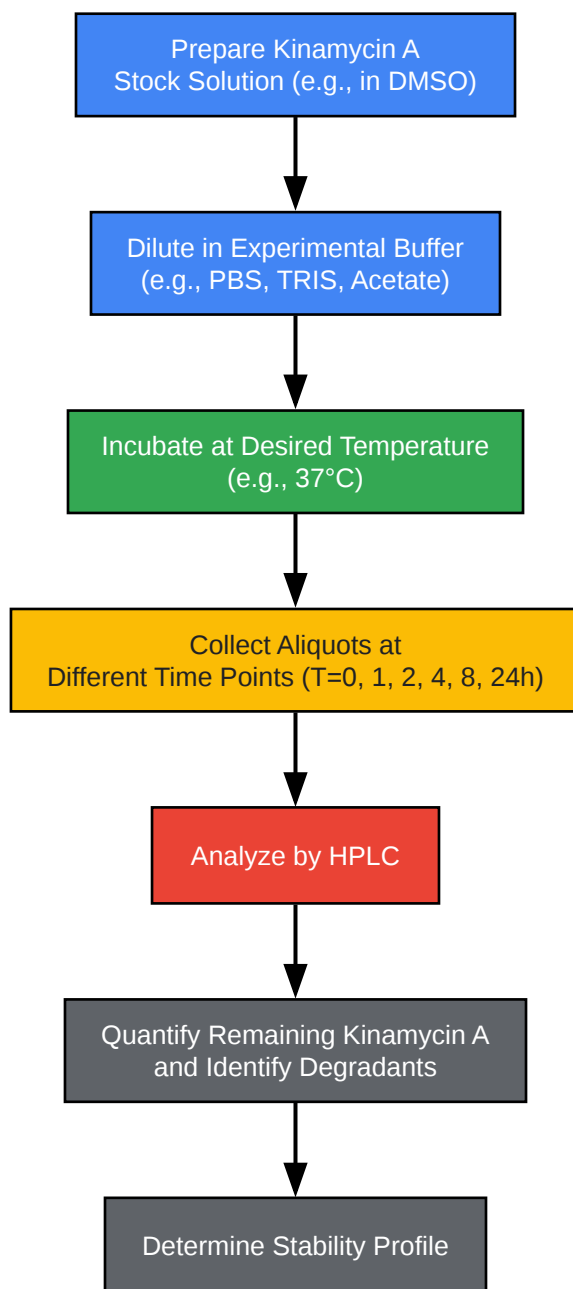 Prepare Kinamycin A
Stock Solution (e.g., in DMSO)
Dilute in Experimental Buffer
(e.g., PBS, TRIS, Acetate)
Incubate at Desired Temperature
(e.g., 37°C)
Collect Aliquots at
Different Time Points (T=0, 1, 2, 4, 8, 24h)
Analyze by HPLC
Quantify Remaining Kinamycin A
and Identify Degradants
Determine Stability Profile